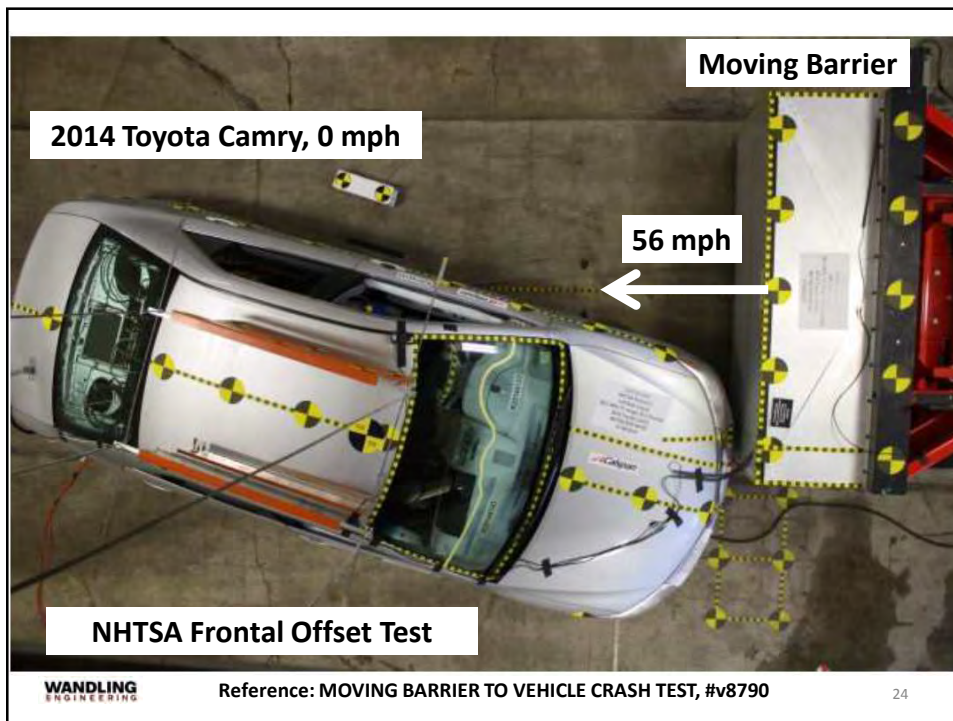 Moving Barrier
2014 Toyota Camry, 0 mph
56 mph
Calspan
NHTSA Frontal Offset Test
WANDLING
ENGINEERING
Reference: MOVING BARRIER TO VEHICLE CRASH TEST, #v8790
24